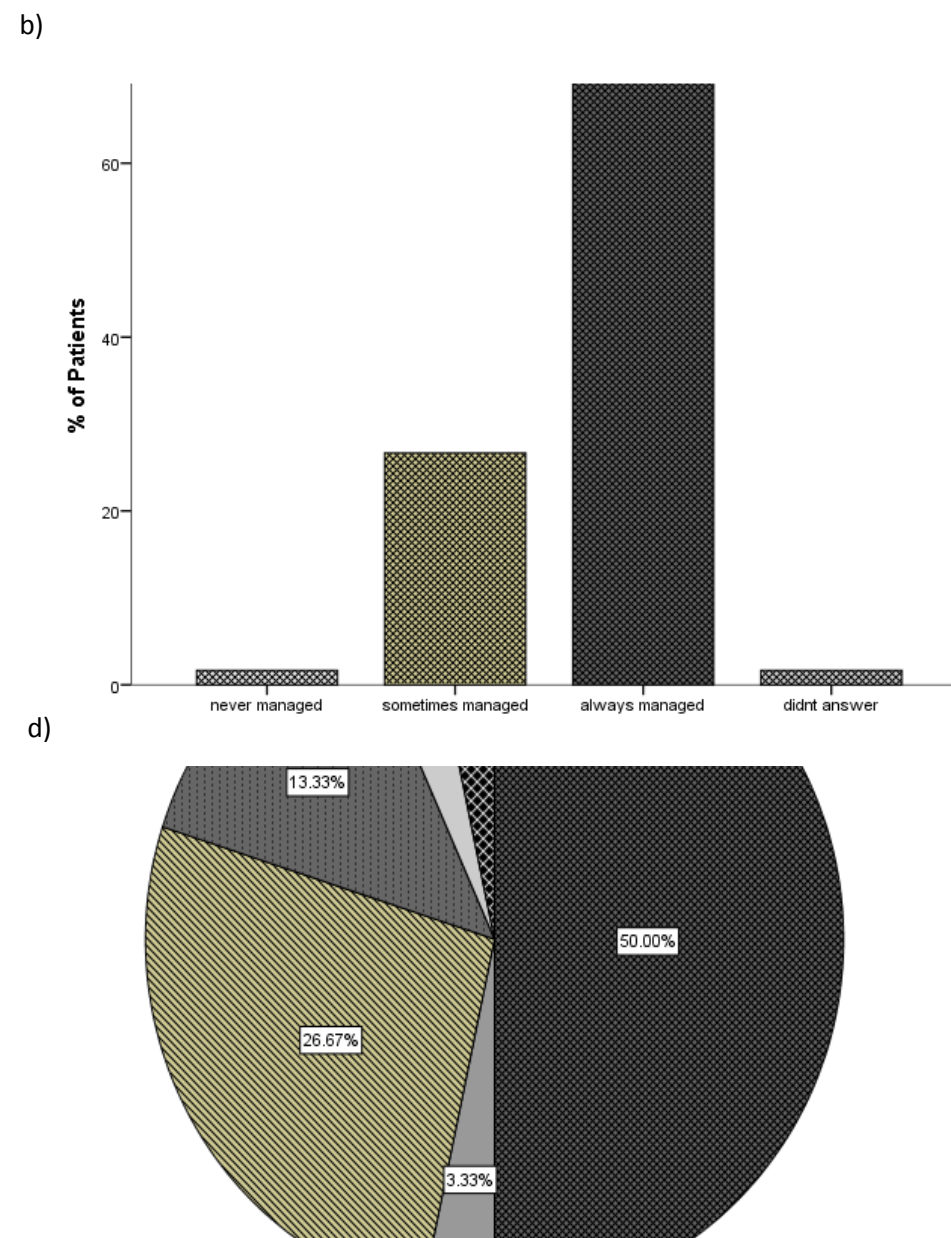 b)
60
40
20
0
% of Patients
never managed
sometimes managed
always managed
didnt answer
d)
13.33%
50.00%
26.67%
3.33%